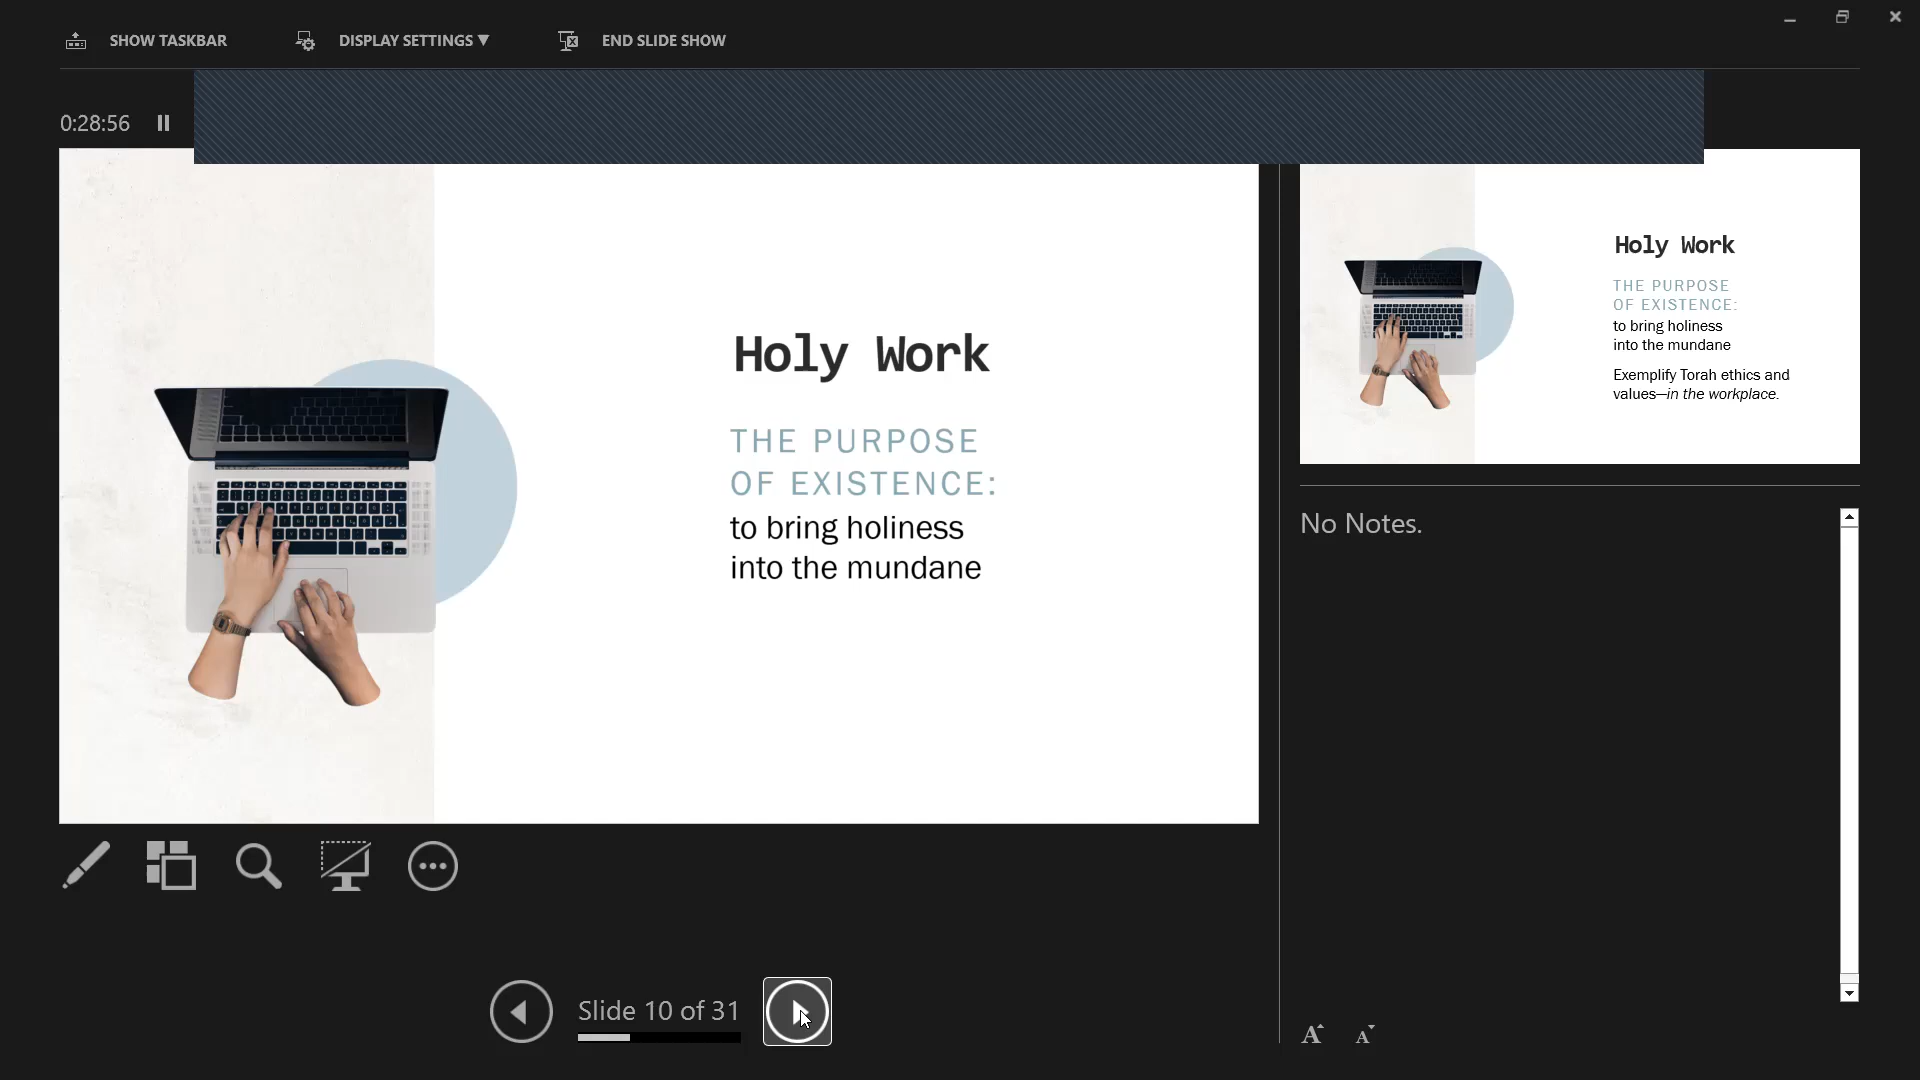 SHOW TASKBAR
DISPLAY SETTINGS ▼
END SLIDE SHOW
0:28:56
Holy Work
THE PURPOSE
OF EXISTENCE:
to bring holiness
into the mundane
Holy Work
THE PURPOSE
OF EXISTENCE:
to bring holiness
into the mundane
Exemplify Torah ethics and
values—in the workplace.
No Notes.
Slide 10 of 31
A A